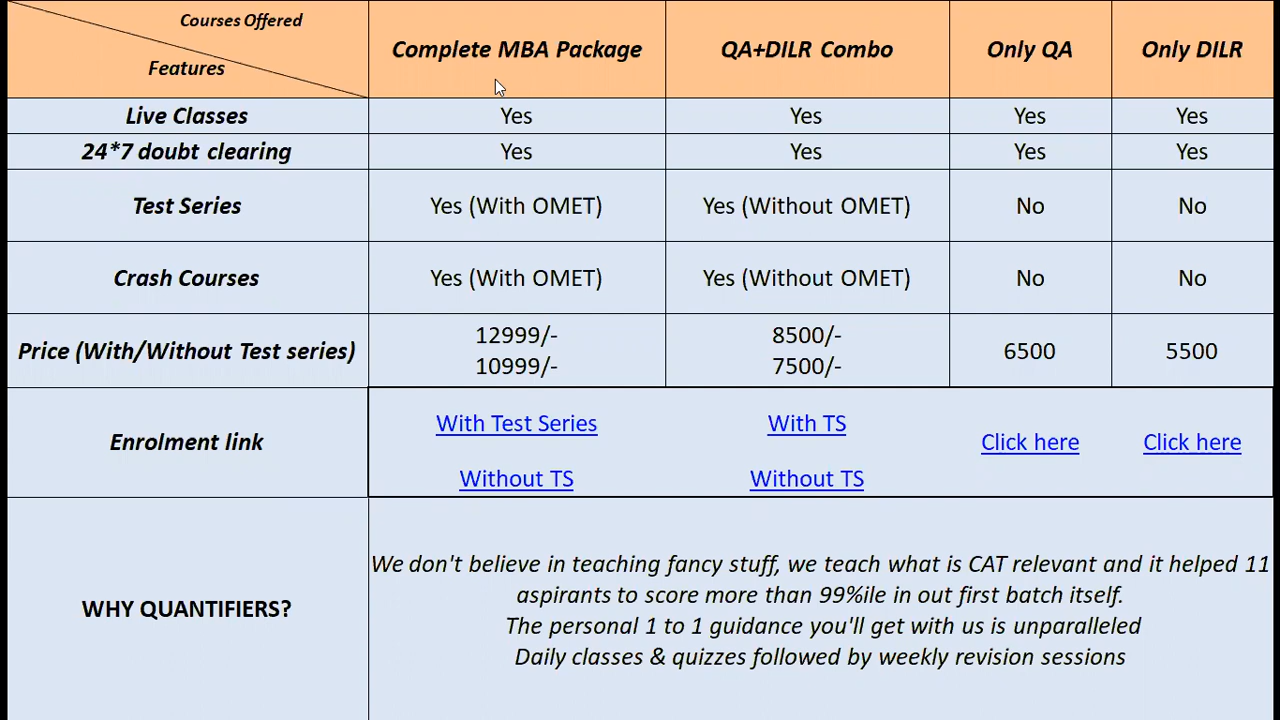 Courses Offered
Features
Complete MBA Package
QA+DILR Combo
Only QA
Only DILR
Live Classes
Yes
Yes
Yes
Yes
24*7 doubt clearing
Yes
Yes
Yes
Yes
Test Series
Yes (With OMET)
Yes (Without OMET)
No
No
Crash Courses
Yes (With OMET)
Yes (Without OMET)
No
No
Price (With/Without Test series)
12999/-
10999/-
8500/-
7500/-
6500
5500
Enrolment link
With Test Series
Without TS
With TS
Without TS
Click here
Click here
WHY QUANTIFIERS?
We don't believe in teaching fancy stuff, we teach what is CAT relevant and it helped 11
aspirants to score more than 99%ile in out first batch itself.
The personal 1 to 1 guidance you'll get with us is unparalleled
Daily classes & quizzes followed by weekly revision sessions